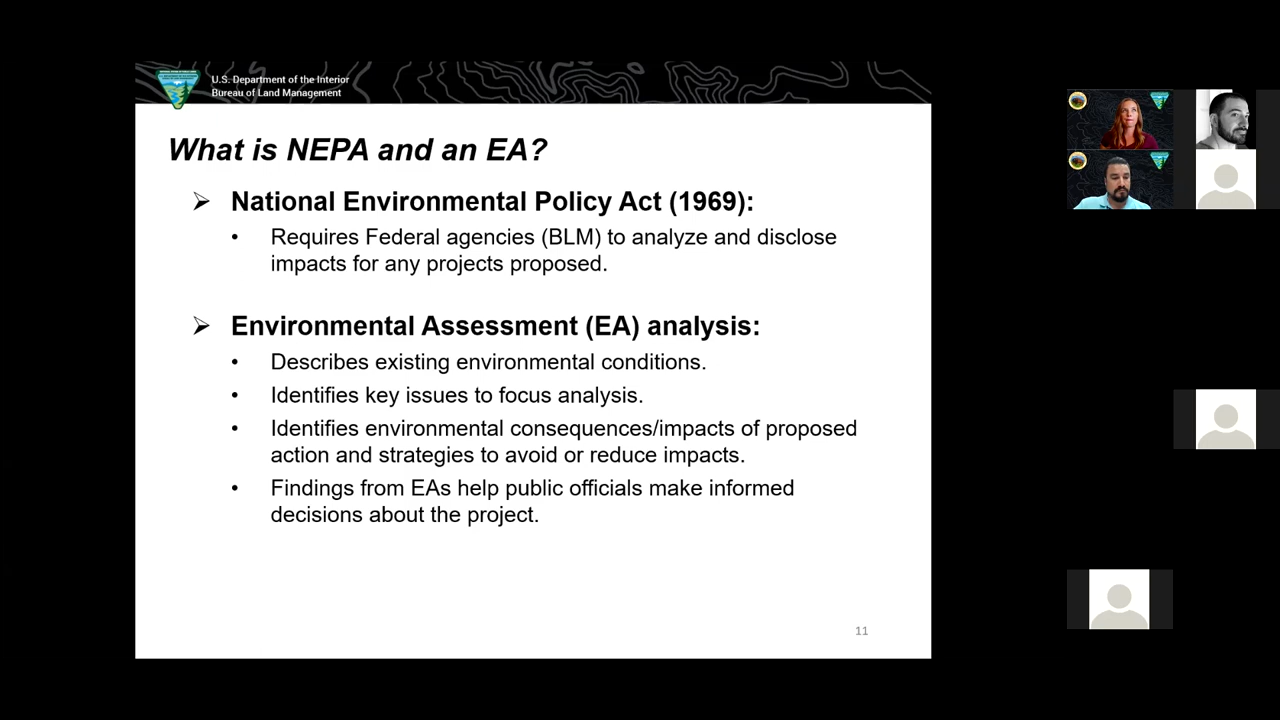 U.S. Department of the Interior
Bureau of Land Management
What is NEPA and an EA?
➢ National Environmental Policy Act (1969):
• Requires Federal agencies (BLM) to analyze and disclose
impacts for any projects proposed.
➢ Environmental Assessment (EA) analysis:
• Describes existing environmental conditions.
• Identifies key issues to focus analysis.
• Identifies environmental consequences/impacts of proposed
action and strategies to avoid or reduce impacts.
• Findings from EAs help public officials make informed
decisions about the project.
11